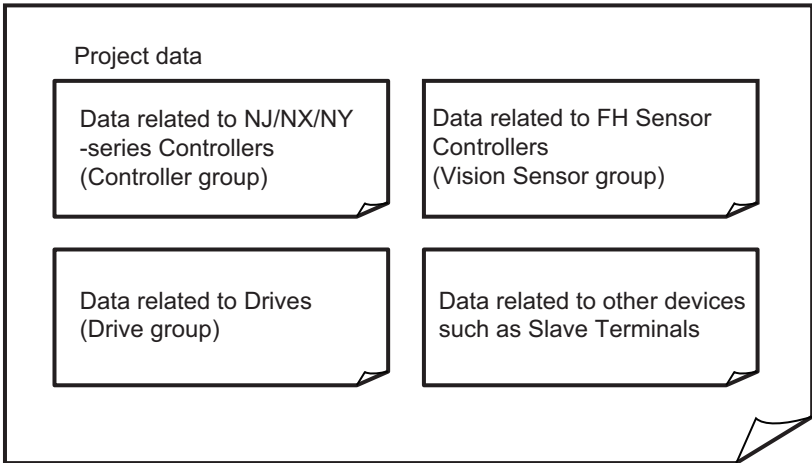 Project data
Data related to NJ/NX/NY
-series Controllers
(Controller group)
Data related to FH Sensor
Controllers
(Vision Sensor group)
Data related to Drives
(Drive group)
Data related to other devices
such as Slave Terminals